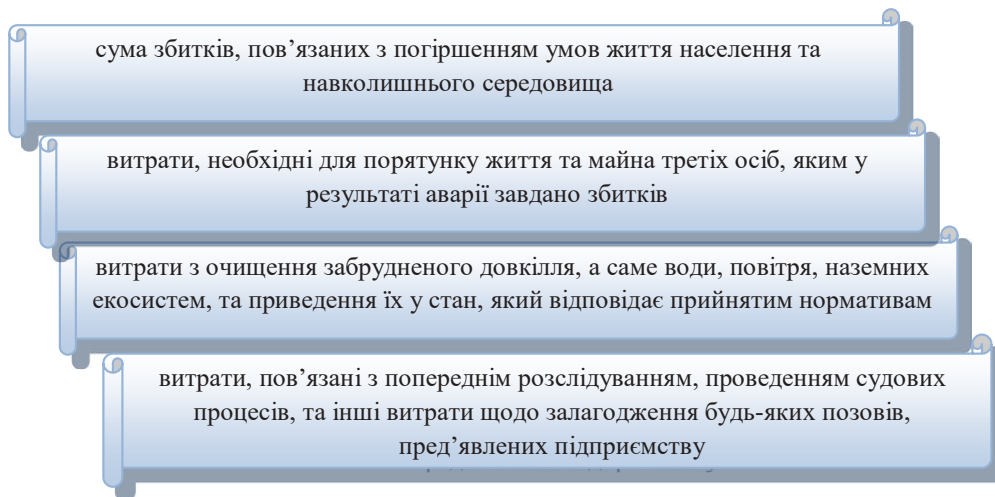 сума збитків, пов’язаних з погіршенням умов життя населення та
навколишнього середовища
витрати, необхідні для порятунку життя та майна третіх осіб, яким у
результаті аварії завдано збитків
витрати з очищення забрудненого довкілля, а саме води, повітря, наземних
екосистем, та приведення їх у стан, який відповідає прийнятим нормативам
витрати, пов’язані з попереднім розслідуванням, проведенням судових
процесів, та інші витрати щодо залагодження будь-яких позовів,
пред’явлених підприємству